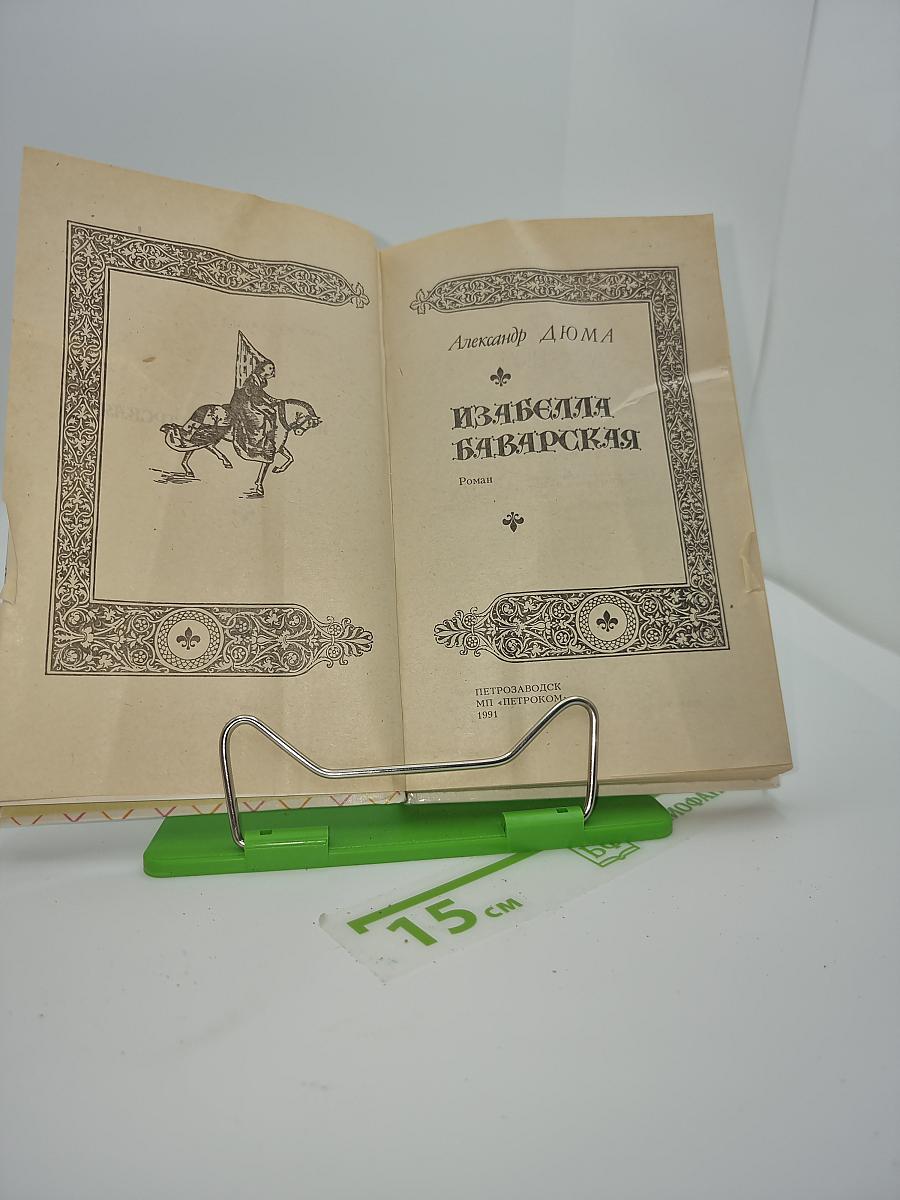 Александр ДЮМА
ИЗАБЕЛЛА
БАВАРСКАЯ
Роман
ПЕТРОЗАВОДСК
МП «ПЕТРОКОМ»
1991
15 см